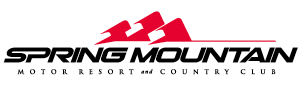 SPRING MOUNTAIN
MOTOR RESORT and COUNTRY CLUB